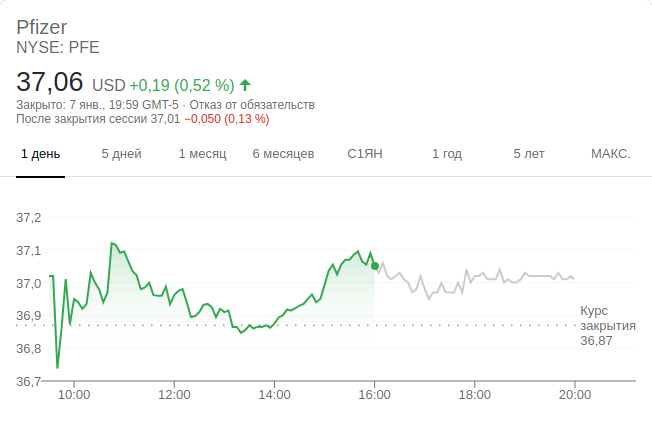 Pfizer
NYSE: PFE
37,06 USD +0,19 (0,52 %)
Закрыто: 7 янв., 19:59 GMT-5 · Отказ от обязательств
После закрытия сессии 37,01 −0,050 (0,13 %)
1 день 5 дней 1 месяц 6 месяцев С1ЯН 1 год 5 лет МАКС.
37,2
37,1
37,0
36,9
36,8
36,7
Курс
закрытия
36,87
10:00 12:00 14:00 16:00 18:00 20:00